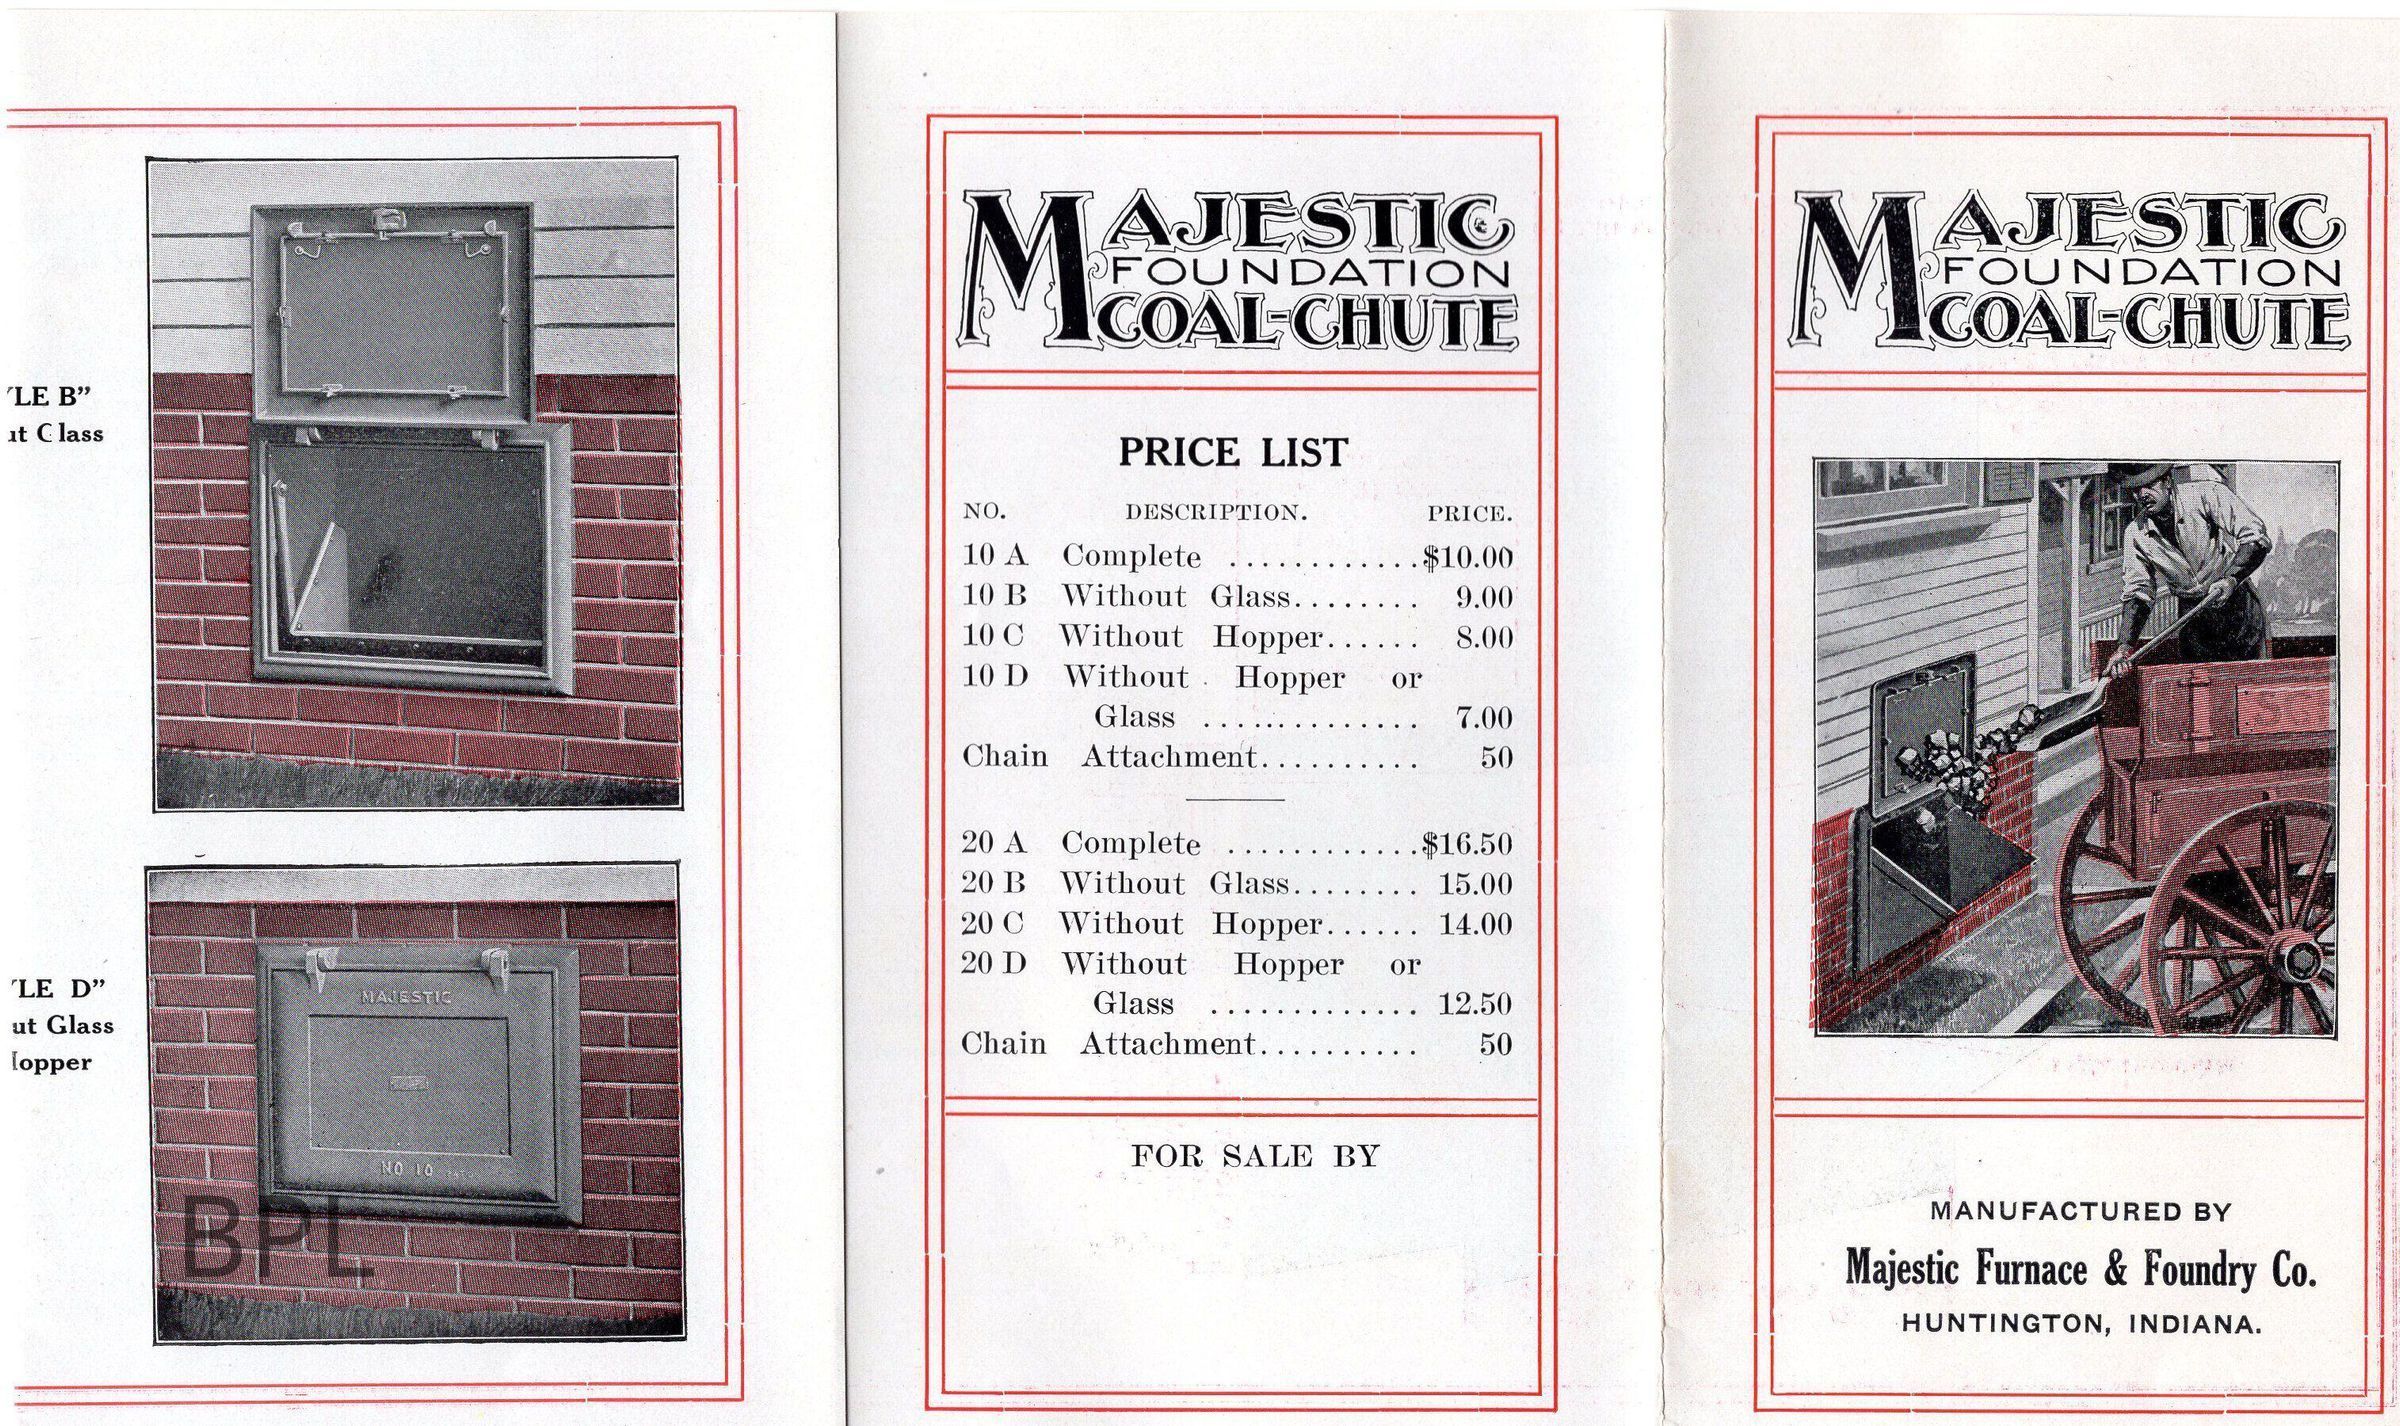 LE B”
Glass
MAJESTIC
NO 10
LE D”
Glass
BPL
MAJESTIC
FOUNDATION
COAL-CHUTE
PRICE LIST
NO. DESCRIPTION. PRICE.
10 A Complete ............$10.00
10 B Without Glass........ 9.00
10 C Without Hopper...... 8.00
10 D Without Hopper or
Glass .............. 7.00
Chain Attachment.......... 50
20 A Complete ............$16.50
20 B Without Glass........ 15.00
20 C Without Hopper...... 14.00
20 D Without Hopper or
Glass ............. 12.50
Chain Attachment.......... 50
FOR SALE BY
MAJESTIC
FOUNDATION
COAL-CHUTE
MANUFACTURED BY
Majestic Furnace & Foundry Co.
HUNTINGTON, INDIANA.